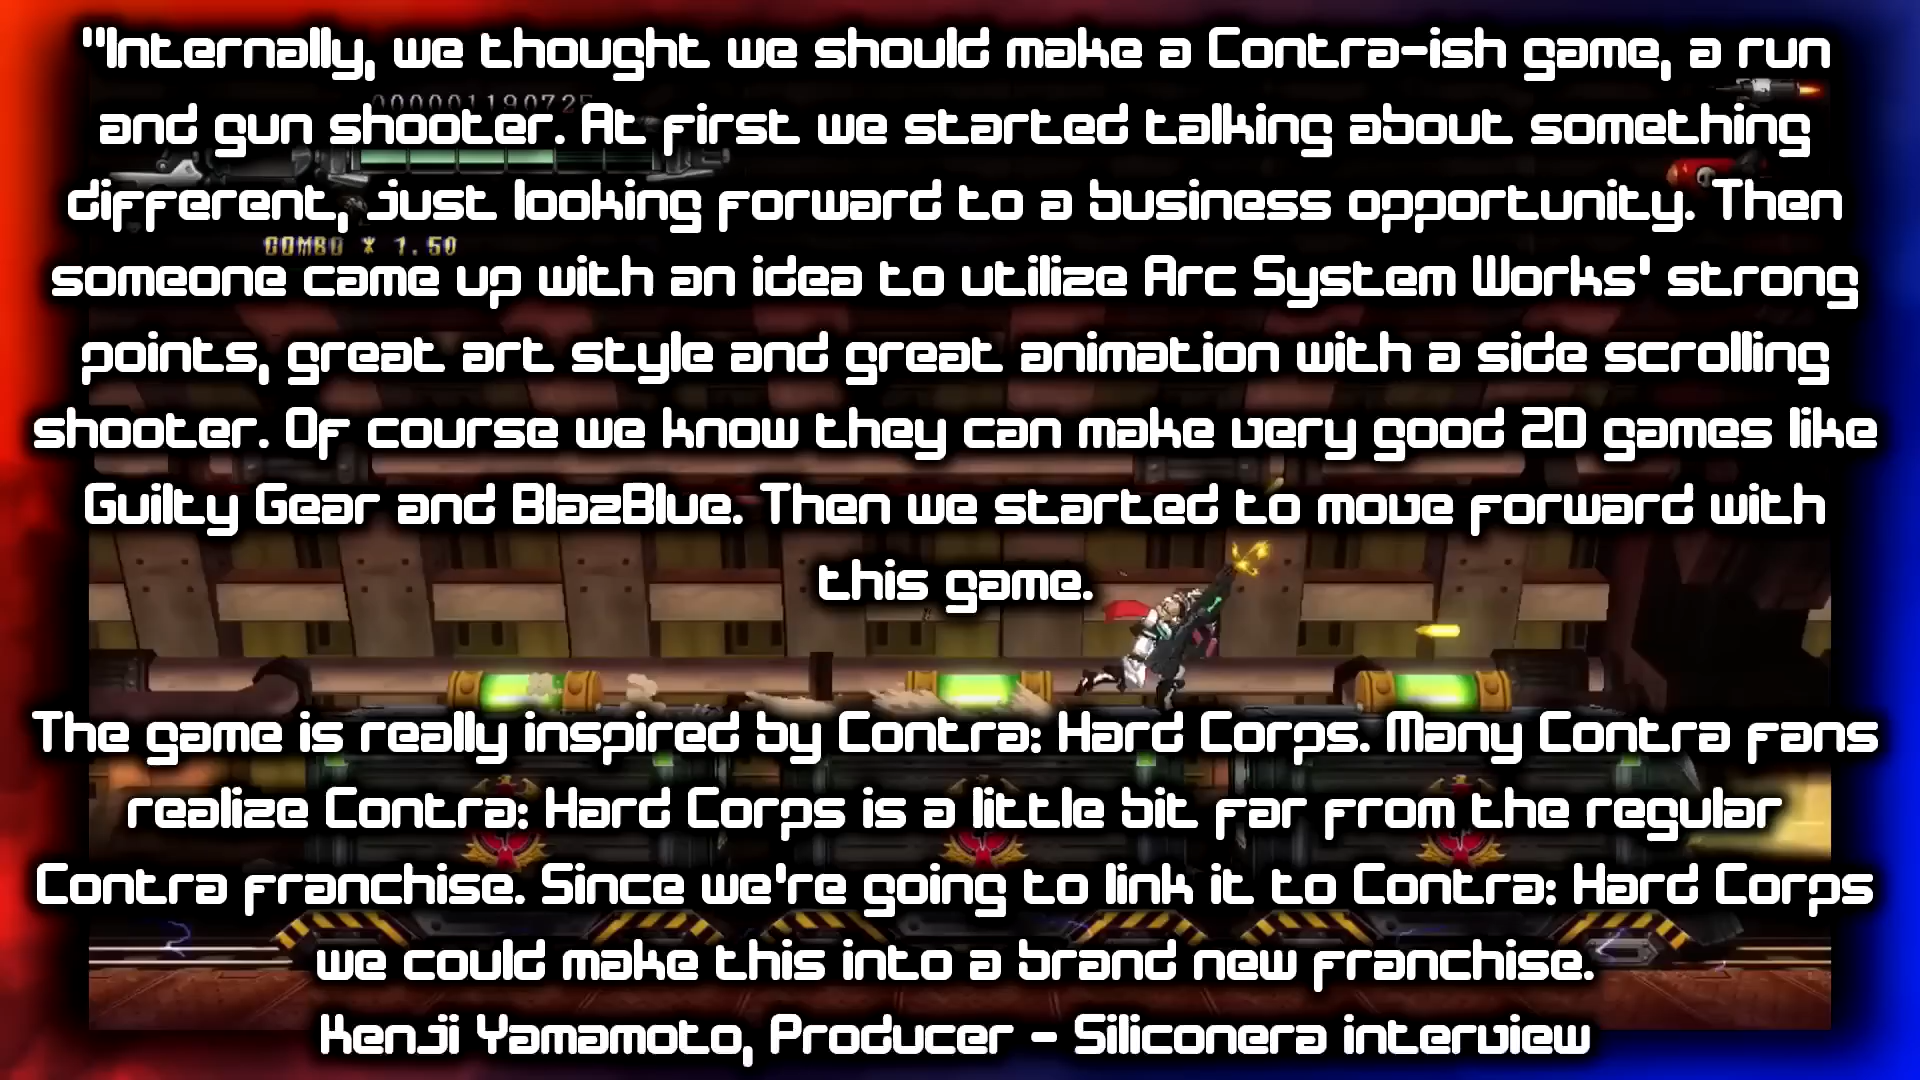 "Internally, we thought we should make a Contra-ish game, a run
and gun shooter. At first we started talking about something
different, just looking forward to a business opportunity. Then
someone came up with an idea to utilize Arc System Works' strong
points, great art style and great animation with a side scrolling
shooter. Of course we know they can make very good 2D games like
Guilty Gear and BlazBlue. Then we started to move forward with
this game.
The game is really inspired by Contra: Hard Corps. Many Contra fans
realize Contra: Hard Corps is a little bit far from the regular
Contra franchise. Since we're going to link it to Contra: Hard Corps
we could make this into a brand new franchise.
Kenji Yamamoto, Producer - Siliconera interview
COMBO * 1.50